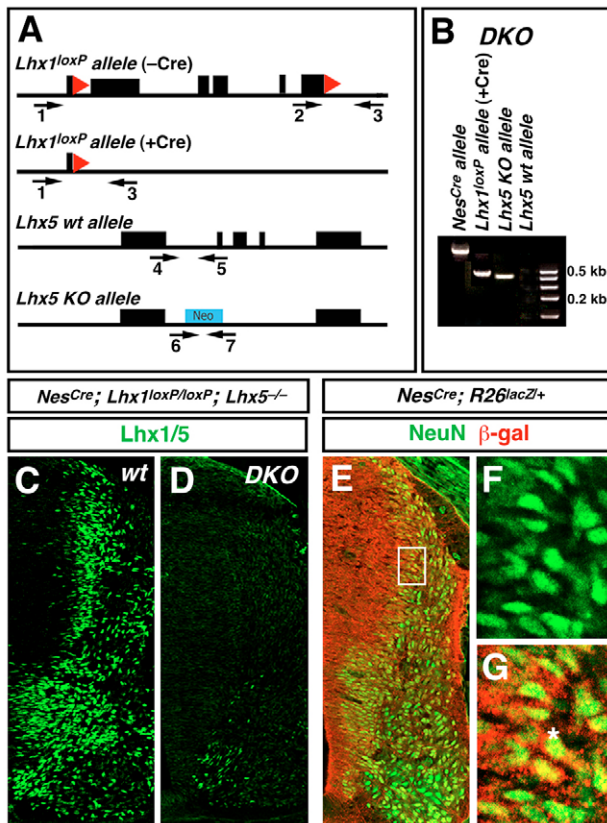 A
Lhx1loxP allele (–Cre)
1
2
3
Lhx1loxP allele (+Cre)
1
3
Lhx5 wt allele
4
5
Lhx5 KO allele
Neo
6
7
B
DKO
NesCre allele
Lhx1loxP allele (+Cre)
Lhx5 KO allele
Lhx5 wt allele
0.5 kb
0.2 kb
NesCre; Lhx1loxP/loxP; Lhx5–/–
NesCre; R26lacZ/+
Lhx1/5
NeuN β-gal
C
wt
D
DKO
E
F
G
*